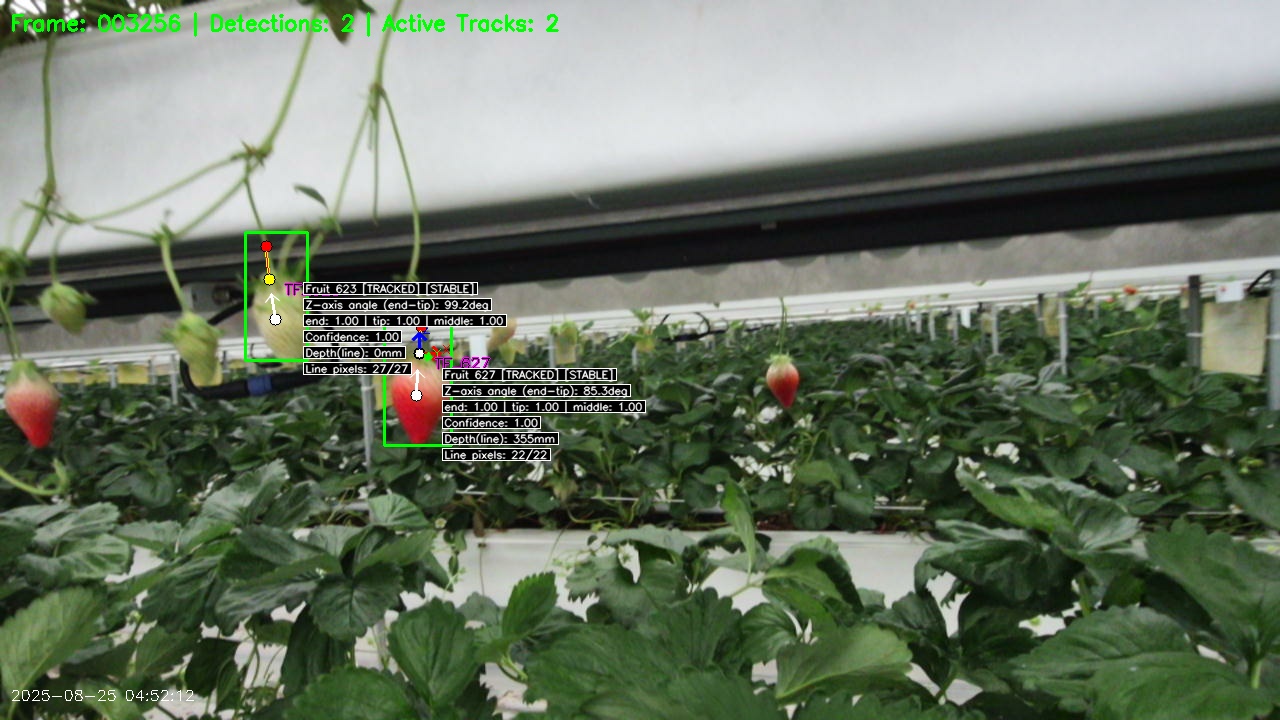 Frame: 003256 | Detections: 2 | Active Tracks: 2
Fruit 623 [TRACKED] [STABLE]
Z-axis angle (end-tip): 99.2deg
end: 1.00 | tip: 1.00 | middle: 1.00
Confidence: 1.00
Depth(line): 0mm
Line pixels: 27/27
Fruit 627 [TRACKED] [STABLE]
Z-axis angle (end-tip): 85.3deg
end: 1.00 | tip: 1.00 | middle: 1.00
Confidence: 1.00
Depth(line): 355mm
Line pixels: 22/22
2025-08-25 04:52:12